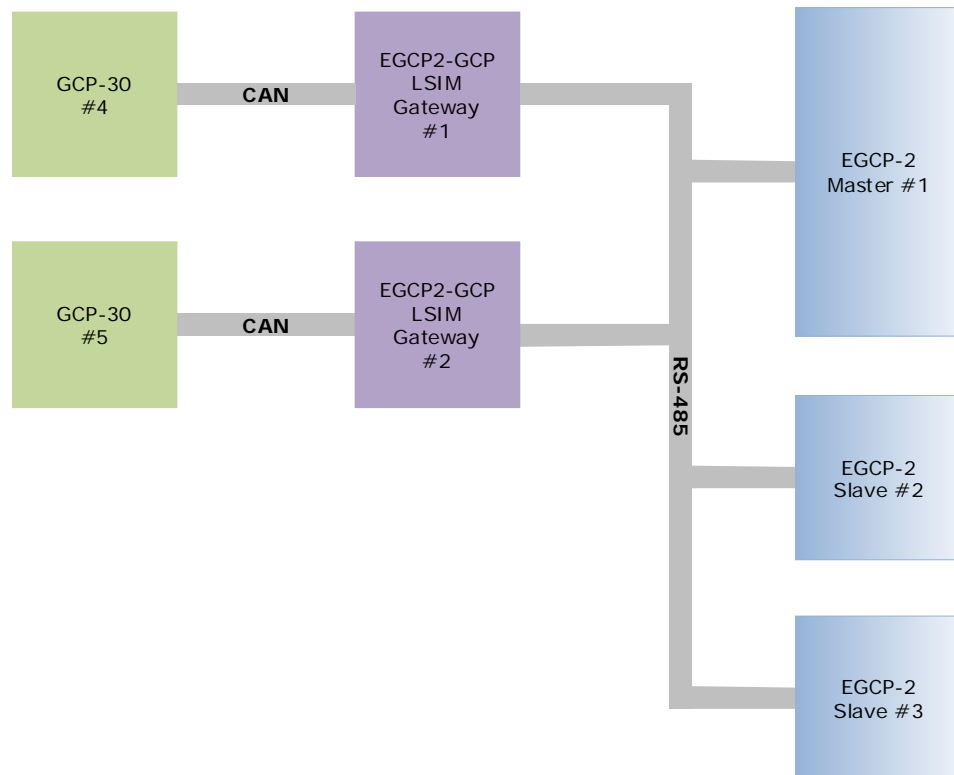 GCP-30
#4
CAN
EGCP2-GCP
LSIM
Gateway
#1
EGCP-2
Master #1
GCP-30
#5
CAN
EGCP2-GCP
LSIM
Gateway
#2
RS-485
EGCP-2
Slave #2
EGCP-2
Slave #3